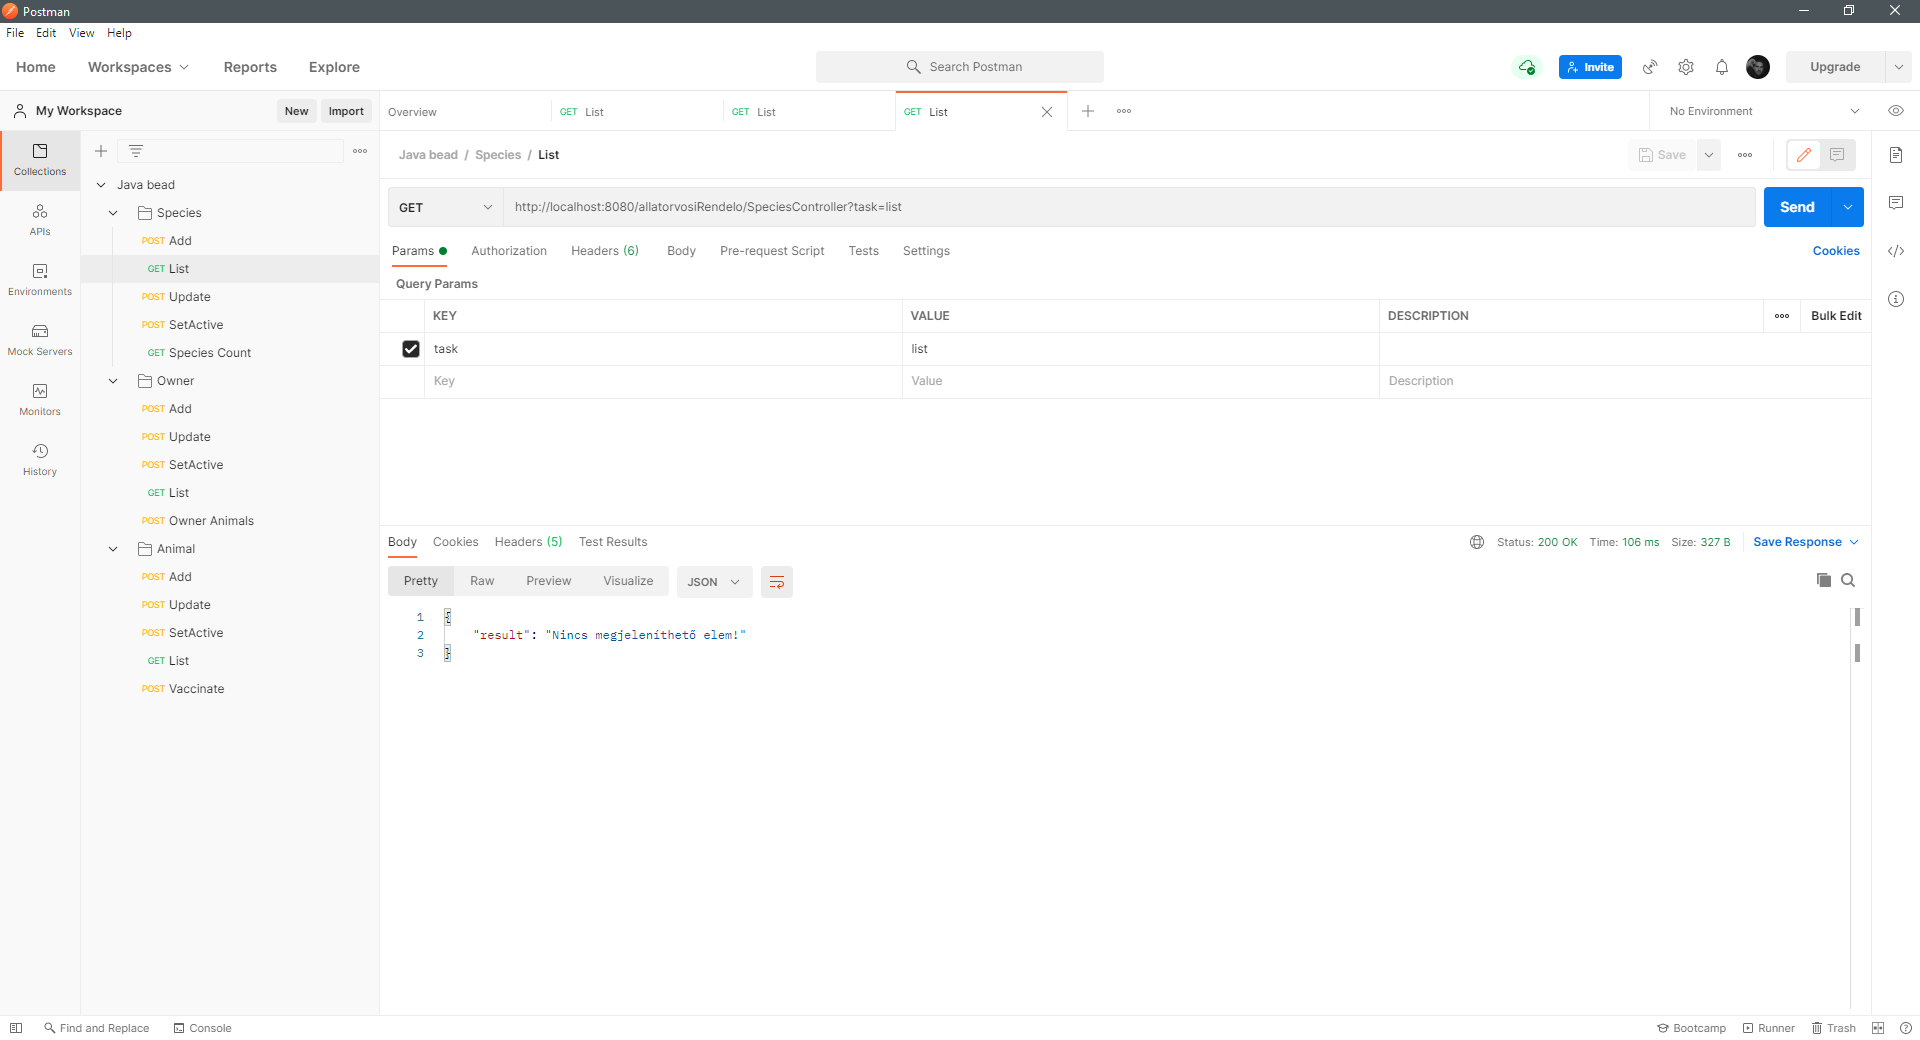 Postman
File Edit View Help
Home Workspaces Reports Explore
Search Postman
Invite
Upgrade
My Workspace
New Import
Overview
GET List
GET List
GET List
No Environment
Collections
APIs
Environments
Mock Servers
Monitors
History
Java bead
Species
POST Add
GET List
POST Update
POST SetActive
GET Species Count
Owner
POST Add
POST Update
POST SetActive
GET List
POST Owner Animals
Animal
POST Add
POST Update
POST SetActive
GET List
POST Vaccinate
Java bead / Species / List
Save
GET
http://localhost:8080/allatorvosiRendelo/SpeciesController?task=list
Send
Params Authorization Headers (6) Body Pre-request Script Tests Settings
Cookies
Query Params
KEY VALUE DESCRIPTION Bulk Edit
task list
Key Value Description
Body Cookies Headers (5) Test Results
Status: 200 OK Time: 106 ms Size: 327 B Save Response
Pretty Raw Preview Visualize JSON
1 {
2 "result": "Nincs megjeleníthető elem!"
3 }
Find and Replace Console
Bootcamp Runner Trash